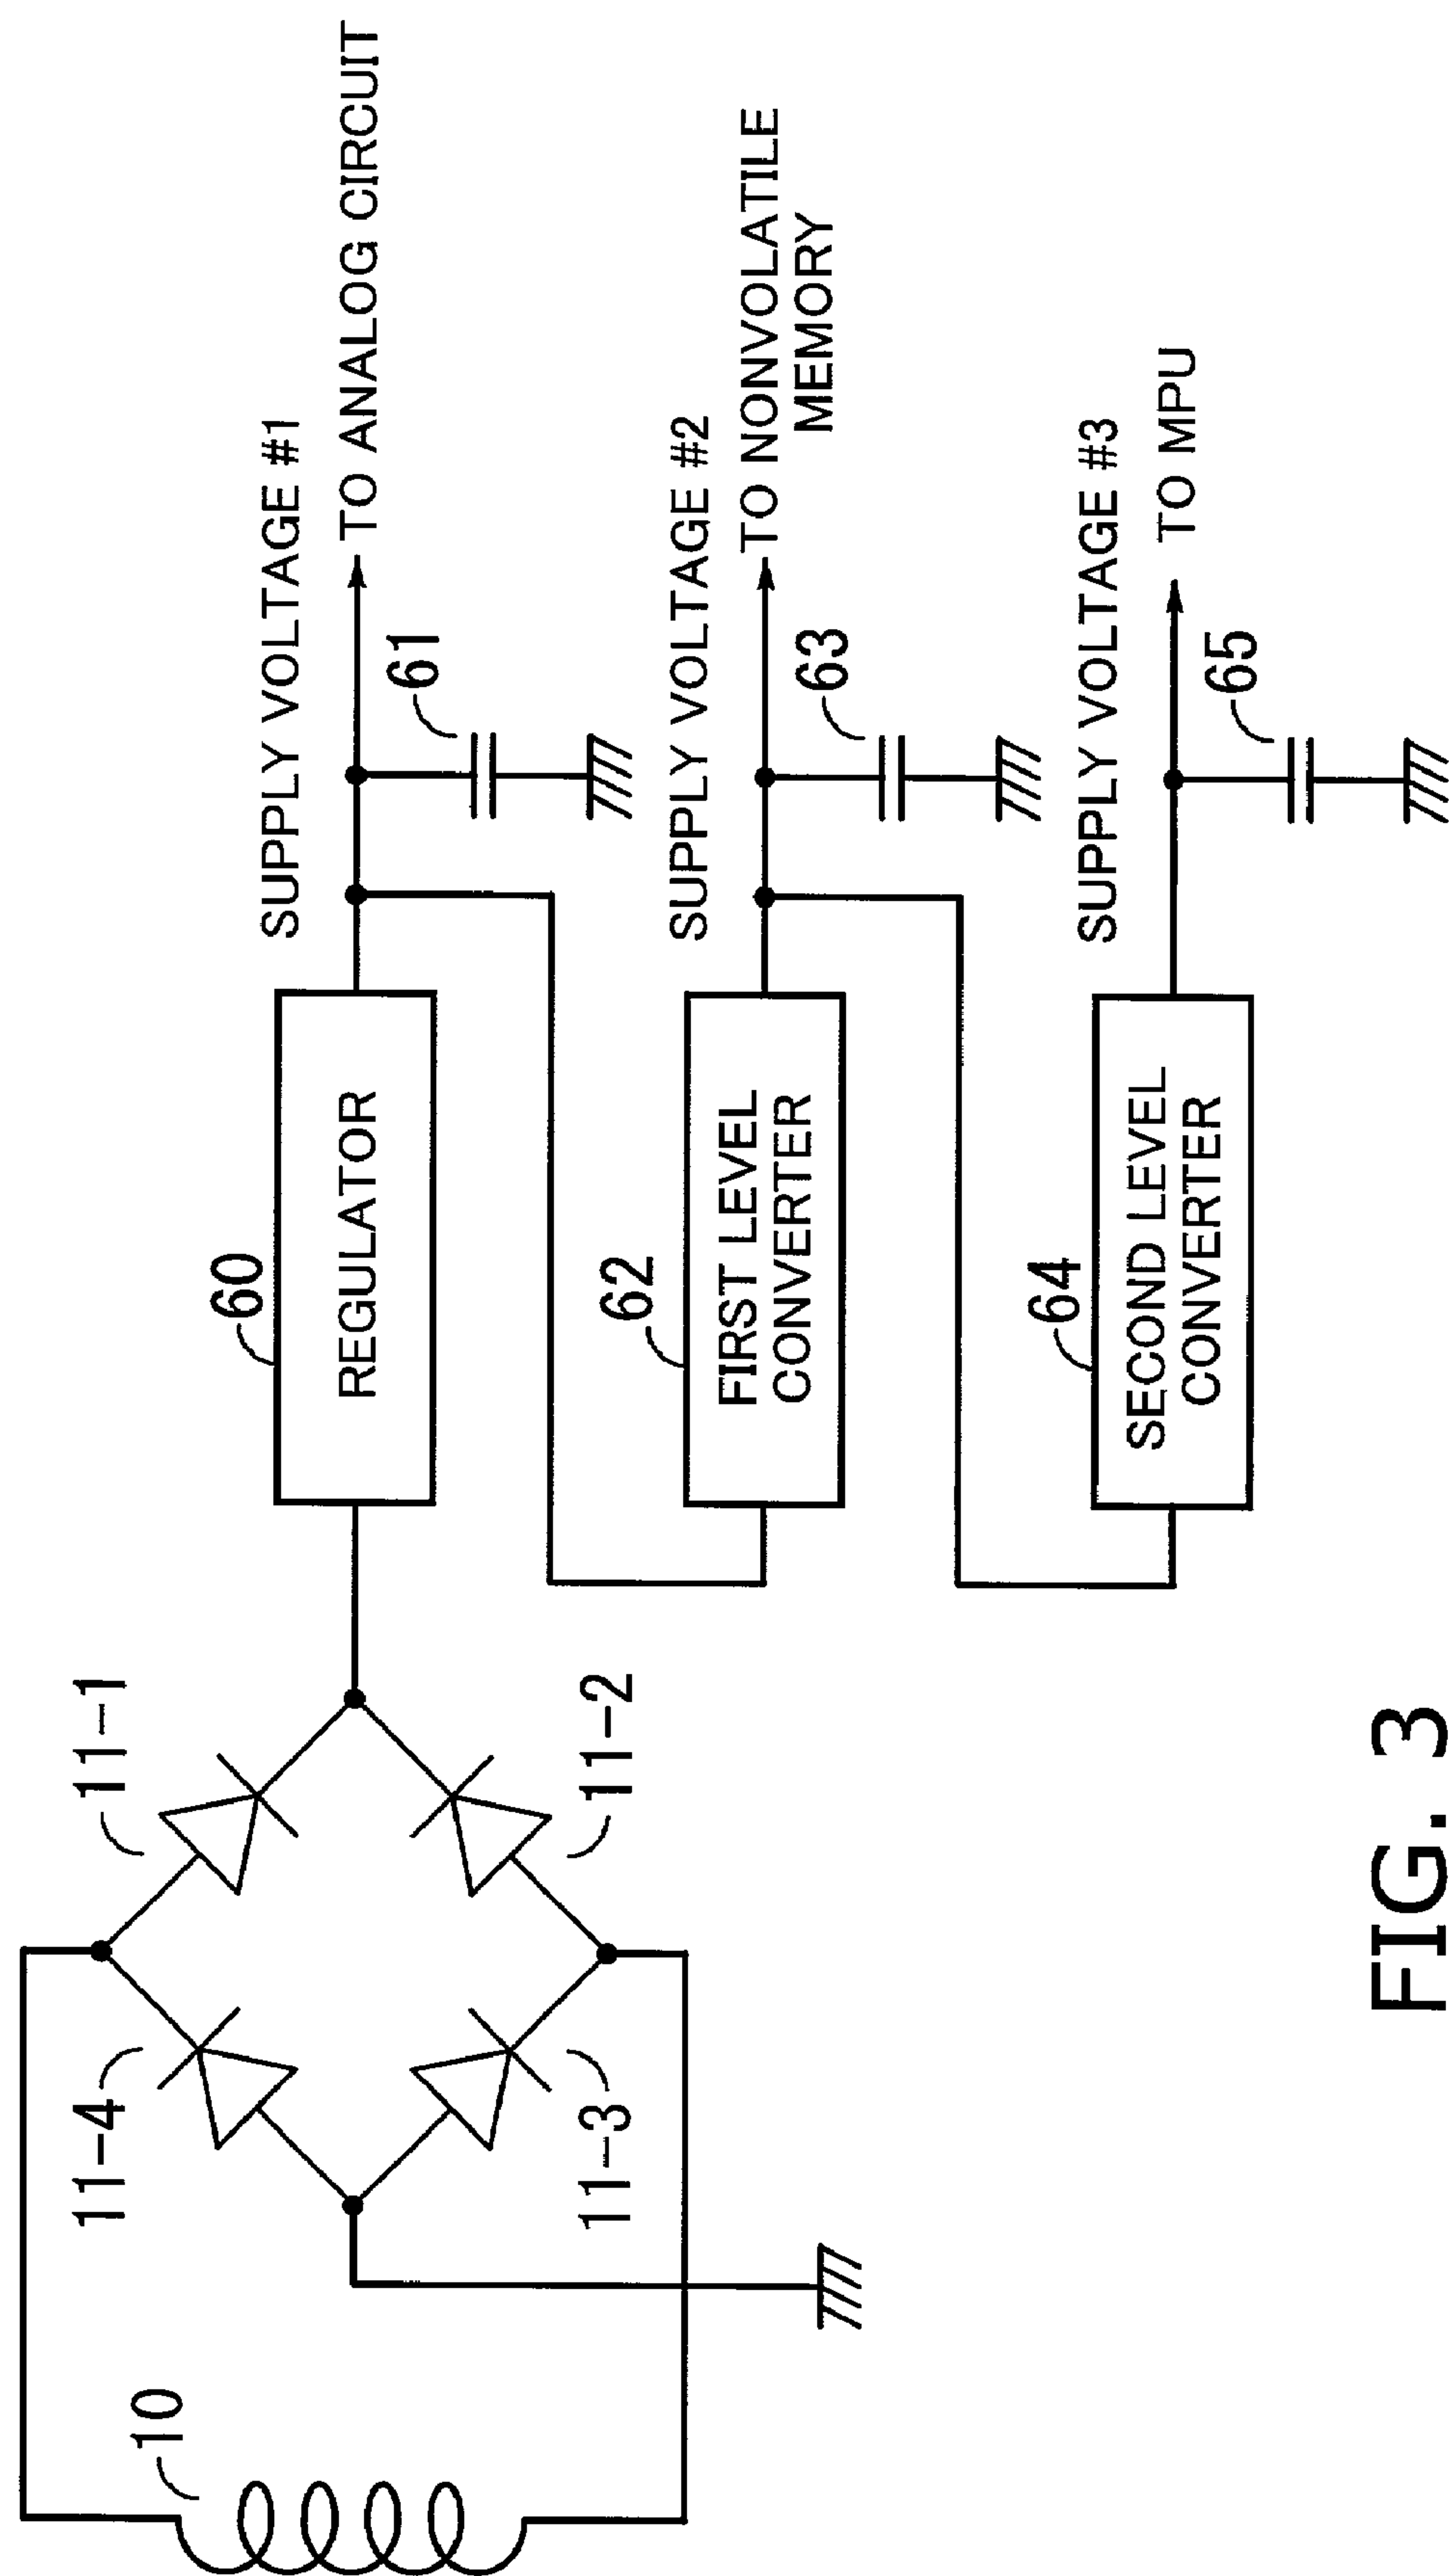 SUPPLY VOLTAGE #1
TO ANALOG CIRCUIT
60
REGULATOR
61
11-1
11-4
10
11-2
11-3
SUPPLY VOLTAGE #2
TO NONVOLATILE
MEMORY
62
FIRST LEVEL
CONVERTER
63
SUPPLY VOLTAGE #3
TO MPU
64
SECOND LEVEL
CONVERTER
65
FIG. 3